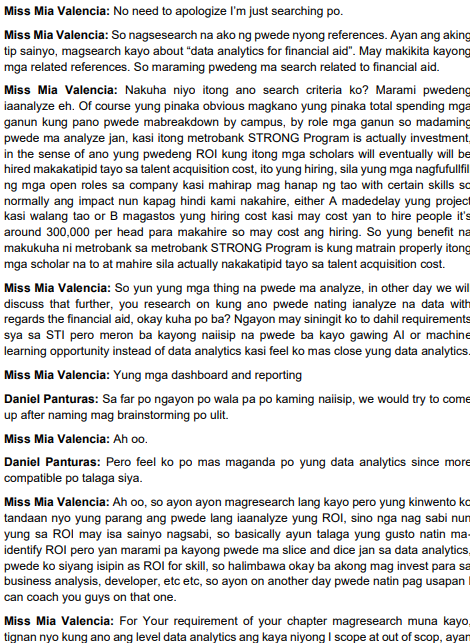 Miss Mia Valencia: No need to apologize I'm just searching po.
Miss Mia Valencia: So nagsesearch na ako ng pwede nyong references. Ayan ang aking
tip sainyo, magsearch kayo about “data analytics for financial aid”. May makikita kayong
mga related references. So maraming pwedeng ma search related to financial aid.
Miss Mia Valencia: Nakuha niyo itong ano search criteria ko? Marami pwedeng
iaanalyze eh. Of course yung pinaka obvious magkano yung pinaka total spending mga
ganun kung pano pwede mabreakdown by campus, by role mga ganun so madaming
pwede ma analyze jan, kasi itong metrobank STRONG Program is actually investment,
in the sense of ano yung pwedeng ROI kung itong mga scholars will eventually will be
hired makakatipid tayo sa talent acquisition cost, ito yung hiring, sila yung mga nagfufullfil
ng mga open roles sa company kasi mahirap mag hanap ng tao with certain skills so
normally ang impact nun kapag hindi kami nakahire, either A madedelay yung project
kasi walang tao or B magastos yung hiring cost kasi may cost yan to hire people it's
around 300,000 per head para makahire so may cost ang hiring. So yung benefit na
makukuha ni metrobank sa metrobank STRONG Program is kung matrain properly itong
mga scholar na to at mahire sila actually nakakatipid tayo sa talent acquisition cost.
Miss Mia Valencia: So yun yung mga thing na pwede ma analyze, in other day we will
discuss that further, you research on kung ano pwede nating ianalyze na data with
regards the financial aid, okay kuha po ba? Ngayon may siningit ko to dahil requirements
sya sa STI pero meron ba kayong naiisip na pwede ba kayo gawing AI or machine
learning opportunity instead of data analytics kasi feel ko mas close yung data analytics.
Miss Mia Valencia: Yung mga dashboard and reporting
Daniel Panturas: Sa far po ngayon po wala pa po kaming naiisip, we would try to come
up after naming mag brainstorming po ulit.
Miss Mia Valencia: Ah oo.
Daniel Panturas: Pero feel ko po mas maganda po yung data analytics since more
compatible po talaga siya.
Miss Mia Valencia: Ah oo, so ayon ayon magresearch lang kayo pero yung kinwento ko
tandaan nyo yung parang ang pwede lang iaanalyze yung ROI, sino nga nag sabi nun
yung sa ROI may isa sainyo nagsabi, so basically ayun talaga yung gusto natin ma-
identify ROI pero yan marami pa kayong pwede ma slice and dice jan sa data analytics,
pwede ko siyang isipin as ROI for skill, so halimbawa okay ba akong mag invest para sa
business analysis, developer, etc etc, so ayon on another day pwede natin pag usapan I
can coach you guys on that one.
Miss Mia Valencia: For Your requirement of your chapter magresearch muna kayo,
tignan nyo kung ano ang level data analytics ang kaya niyong I scope at out of scop, ayan